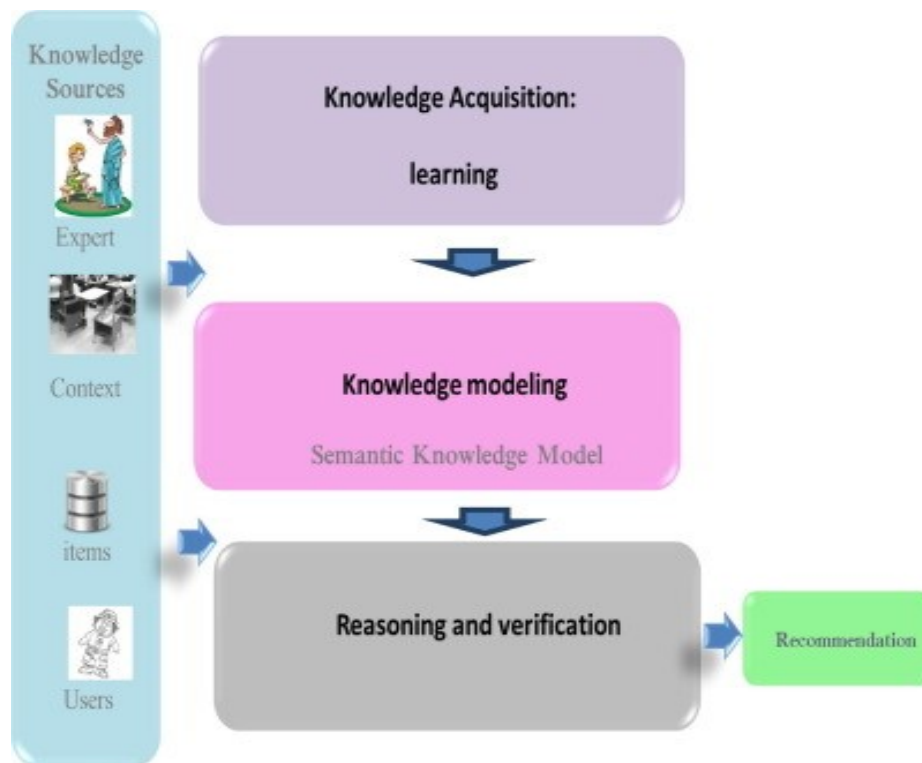 Knowledge
Sources
Expert
Context
items
Users
Knowledge Acquisition:
learning
Knowledge modeling
Semantic Knowledge Model
Reasoning and verification
Recommendation